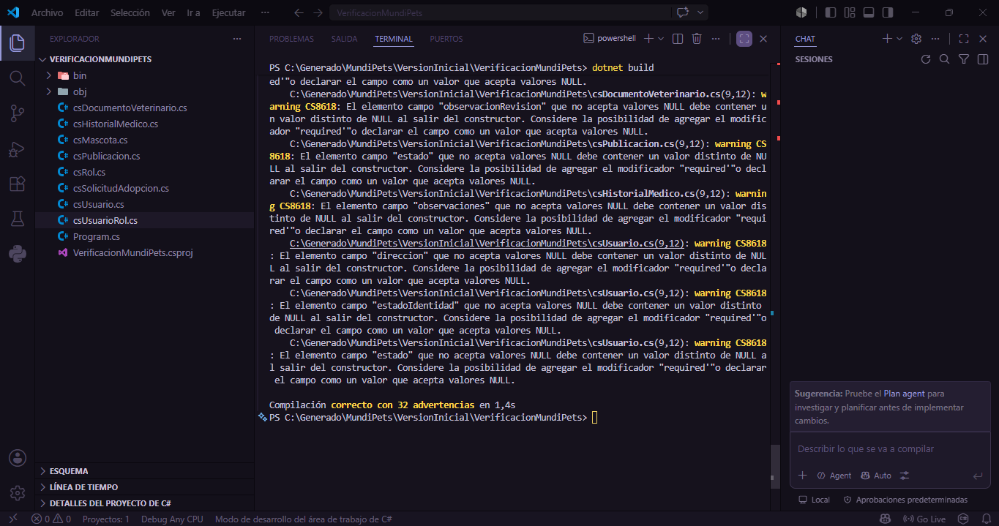 Archivo Editar Selección Ver Ir a Ejecutar ··· VerificacionMundiPets
EXPLORADOR ···
VERIFICACIONMUNDIPETS
bin
obj
csDocumentoVeterinario.cs
csHistorialMedico.cs
csMascota.cs
csPublicacion.cs
csRol.cs
csSolicitudAdopcion.cs
csUsuario.cs
csUsuarioRol.cs
Program.cs
VerificacionMundiPets.csproj
ESQUEMA
LÍNEA DE TIEMPO
DETALLES DEL PROYECTO DE C#
PROBLEMAS SALIDA TERMINAL PUERTOS powershell
PS C:\Generado\MundiPets\VersionInicial\VerificacionMundiPets> dotnet build
ed'"o declarar el campo como un valor que acepta valores NULL.
C:\Generado\MundiPets\VersionInicial\VerificacionMundiPets\csDocumentoVeterinario.cs(9,12): w
arning CS8618: El elemento campo "observacionRevision" que no acepta valores NULL debe contener u
n valor distinto de NULL al salir del constructor. Considere la posibilidad de agregar el modific
ador "required'"o declarar el campo como un valor que acepta valores NULL.
C:\Generado\MundiPets\VersionInicial\VerificacionMundiPets\csPublicacion.cs(9,12): warning CS
8618: El elemento campo "estado" que no acepta valores NULL debe contener un valor distinto de NU
LL al salir del constructor. Considere la posibilidad de agregar el modificador "required'"o decl
arar el campo como un valor que acepta valores NULL.
C:\Generado\MundiPets\VersionInicial\VerificacionMundiPets\csHistorialMedico.cs(9,12): warnin
g CS8618: El elemento campo "observaciones" que no acepta valores NULL debe contener un valor dis
tinto de NULL al salir del constructor. Considere la posibilidad de agregar el modificador "requi
red'"o declarar el campo como un valor que acepta valores NULL.
C:\Generado\MundiPets\VersionInicial\VerificacionMundiPets\csUsuario.cs(9,12): warning CS8618
: El elemento campo "direccion" que no acepta valores NULL debe contener un valor distinto de NUL
L al salir del constructor. Considere la posibilidad de agregar el modificador "required'"o decla
rar el campo como un valor que acepta valores NULL.
C:\Generado\MundiPets\VersionInicial\VerificacionMundiPets\csUsuario.cs(9,12): warning CS8618
: El elemento campo "estadoIdentidad" que no acepta valores NULL debe contener un valor distinto
de NULL al salir del constructor. Considere la posibilidad de agregar el modificador "required'"o
declarar el campo como un valor que acepta valores NULL.
C:\Generado\MundiPets\VersionInicial\VerificacionMundiPets\csUsuario.cs(9,12): warning CS8618
: El elemento campo "estado" que no acepta valores NULL debe contener un valor distinto de NULL a
l salir del constructor. Considere la posibilidad de agregar el modificador "required'"o declarar
el campo como un valor que acepta valores NULL.
Compilación correcto con 32 advertencias en 1,4s
PS C:\Generado\MundiPets\VersionInicial\VerificacionMundiPets>
CHAT
SESIONES
Sugerencia: Pruebe el Plan agent para
investigar y planificar antes de implementar
cambios.
Describir lo que se va a compilar
Agent Auto
Local Aprobaciones predeterminadas
0 0 Proyectos: 1 Debug Any CPU Modo de desarrollo del área de trabajo de C# Go Live